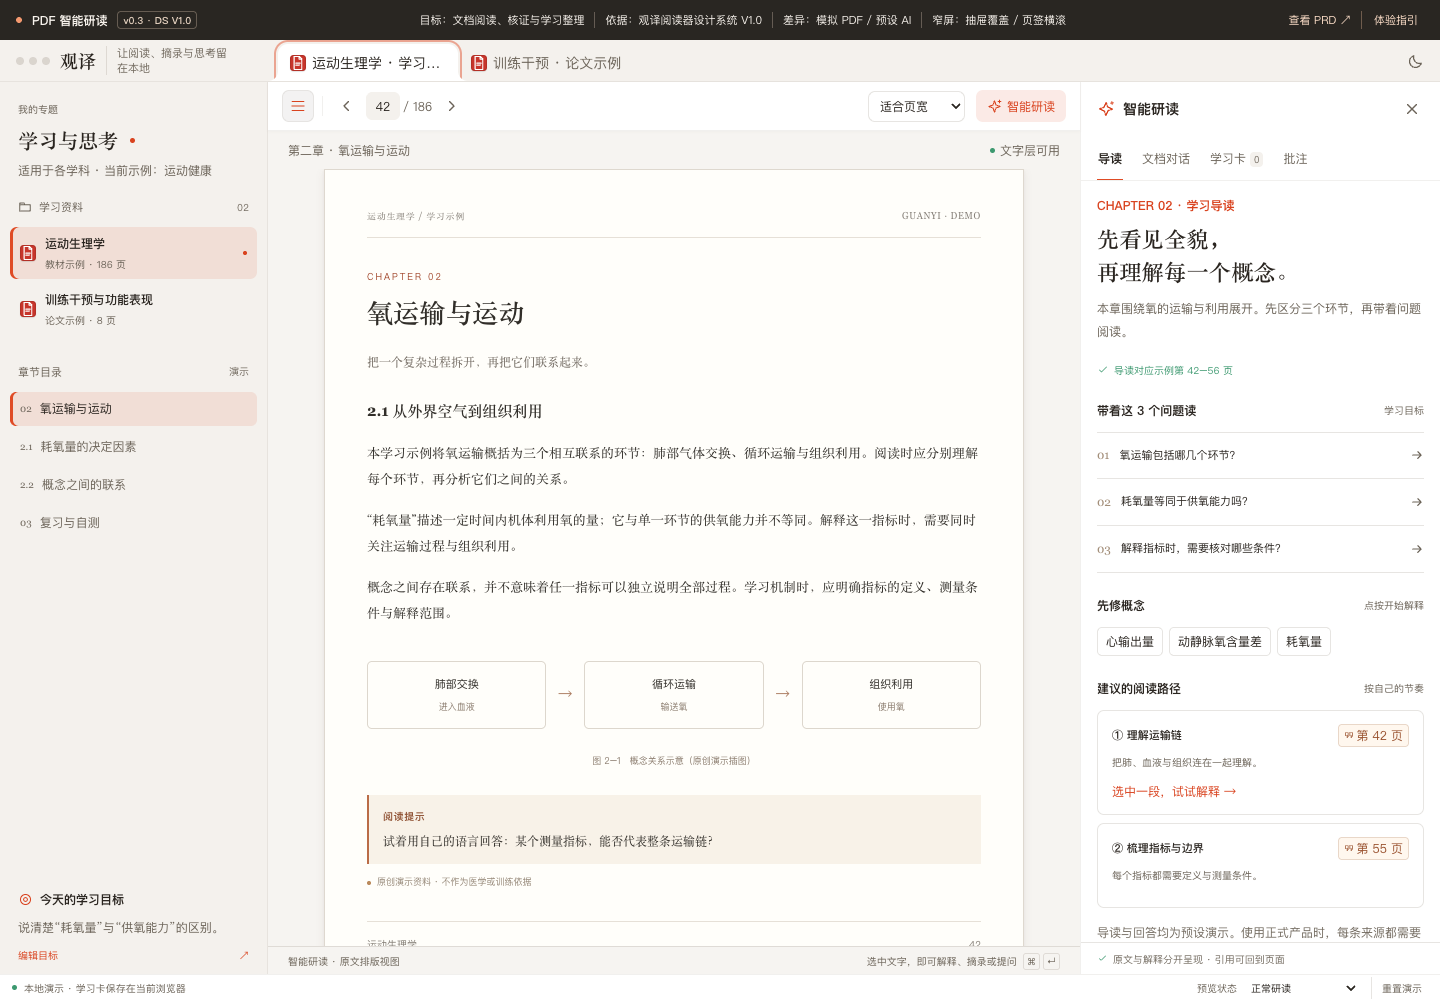 PDF 智能研读 v0.3 · DS V1.0
目标：文档阅读、核证与学习整理
依据：观译阅读器设计系统 V1.0
差异：模拟 PDF / 预设 AI
窄屏：抽屉覆盖 / 页签横滚
查看 PRD ↗
体验指引
观译
让阅读、摘录与思考留
在本地
运动生理学 · 学习...
训练干预 · 论文示例
我的专题
学习与思考
适用于各学科 · 当前示例：运动健康
学习资料 02
运动生理学
教材示例 · 186 页
训练干预与功能表现
论文示例 · 8 页
章节目录 演示
02 氧运输与运动
2.1 耗氧量的决定因素
2.2 概念之间的联系
03 复习与自测
今天的学习目标
说清楚“耗氧量”与“供氧能力”的区别。
编辑目标 ↗
42 / 186
适合页宽
智能研读
第二章 · 氧运输与运动
文字层可用
运动生理学 / 学习示例
GUANYI · DEMO
CHAPTER 02
氧运输与运动
把一个复杂过程拆开，再把它们联系起来。
2.1 从外界空气到组织利用
本学习示例将氧运输概括为三个相互联系的环节：肺部气体交换、循环运输与组织利用。阅读时应分别理解
每个环节，再分析它们之间的关系。
“耗氧量”描述一定时间内机体利用氧的量；它与单一环节的供氧能力并不等同。解释这一指标时，需要同时
关注运输过程与组织利用。
概念之间存在联系，并不意味着任一指标可以独立说明全部过程。学习机制时，应明确指标的定义、测量条
件与解释范围。
肺部交换
进入血液
→
循环运输
输送氧
→
组织利用
使用氧
图 2—1 概念关系示意（原创演示插图）
阅读提示
试着用自己的语言回答：某个测量指标，能否代表整条运输链？
原创演示资料 · 不作为医学或训练依据
运动生理学
42
智能研读 · 原文排版视图
选中文字，即可解释、摘录或提问 ⌘ ↵
智能研读
导读 文档对话 学习卡 0 批注
CHAPTER 02 · 学习导读
先看见全貌，
再理解每一个概念。
本章围绕氧的运输与利用展开。先区分三个环节，再带着问题
阅读。
导读对应示例第 42—56 页
带着这 3 个问题读 学习目标
01 氧运输包括哪几个环节？ →
02 耗氧量等同于供氧能力吗？ →
03 解释指标时，需要核对哪些条件？ →
先修概念 点按开始解释
心输出量 动静脉氧含量差 耗氧量
建议的阅读路径 按自己的节奏
① 理解运输链 第 42 页
把肺、血液与组织连在一起理解。
选中一段，试试解释 →
② 梳理指标与边界 第 55 页
每个指标都需要定义与测量条件。
导读与回答均为预设演示。使用正式产品时，每条来源都需要
原文与解释分开呈现 · 引用可回到页面
本地演示 · 学习卡保存在当前浏览器
预览状态 正常研读
重置演示